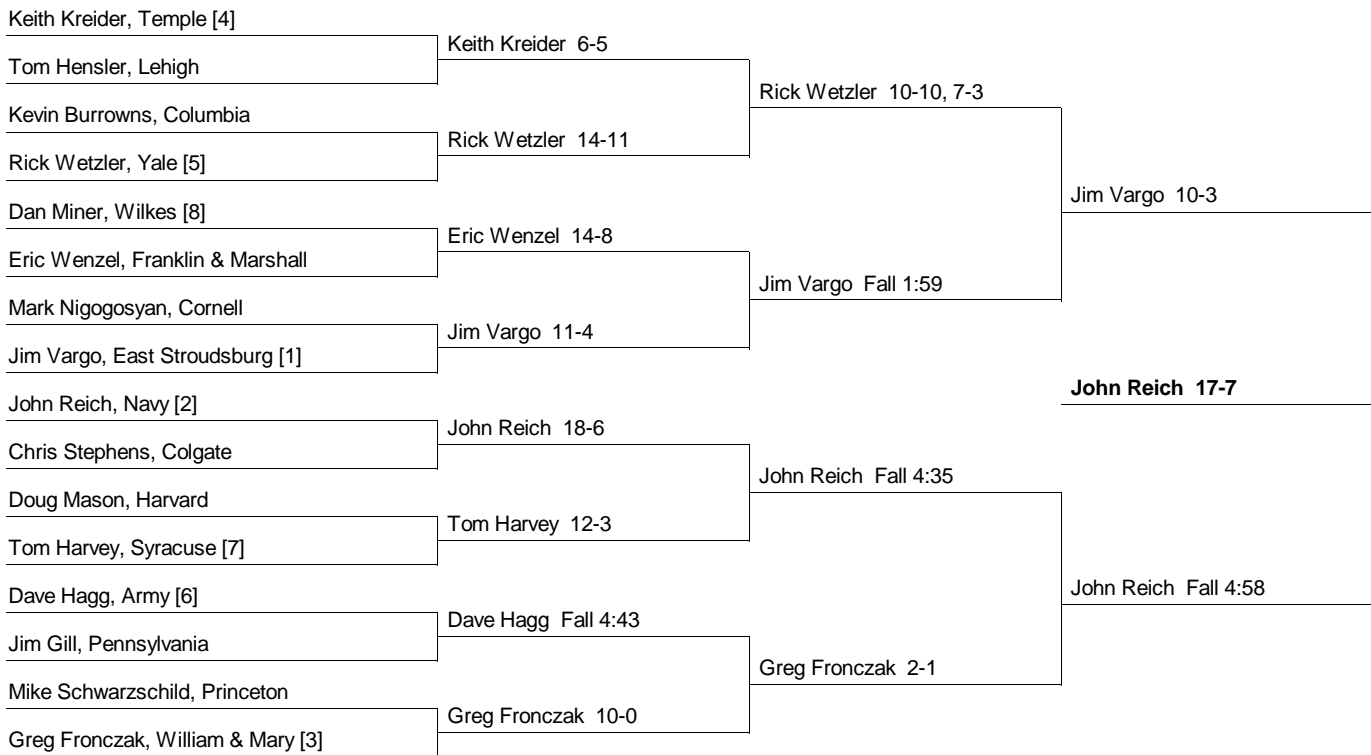 Keith Kreider, Temple [4]
Keith Kreider 6-5
Tom Hensler, Lehigh
Rick Wetzler 10-10, 7-3
Kevin Burrowns, Columbia
Rick Wetzler 14-11
Rick Wetzler, Yale [5]
Jim Vargo 10-3
Dan Miner, Wilkes [8]
Eric Wenzel 14-8
Eric Wenzel, Franklin & Marshall
Jim Vargo Fall 1:59
Mark Nigogosyan, Cornell
Jim Vargo 11-4
Jim Vargo, East Stroudsburg [1]
John Reich 17-7
John Reich, Navy [2]
John Reich 18-6
Chris Stephens, Colgate
John Reich Fall 4:35
Doug Mason, Harvard
Tom Harvey 12-3
Tom Harvey, Syracuse [7]
John Reich Fall 4:58
Dave Hagg, Army [6]
Dave Hagg Fall 4:43
Jim Gill, Pennsylvania
Greg Fronczak 2-1
Mike Schwarzschild, Princeton
Greg Fronczak 10-0
Greg Fronczak, William & Mary [3]